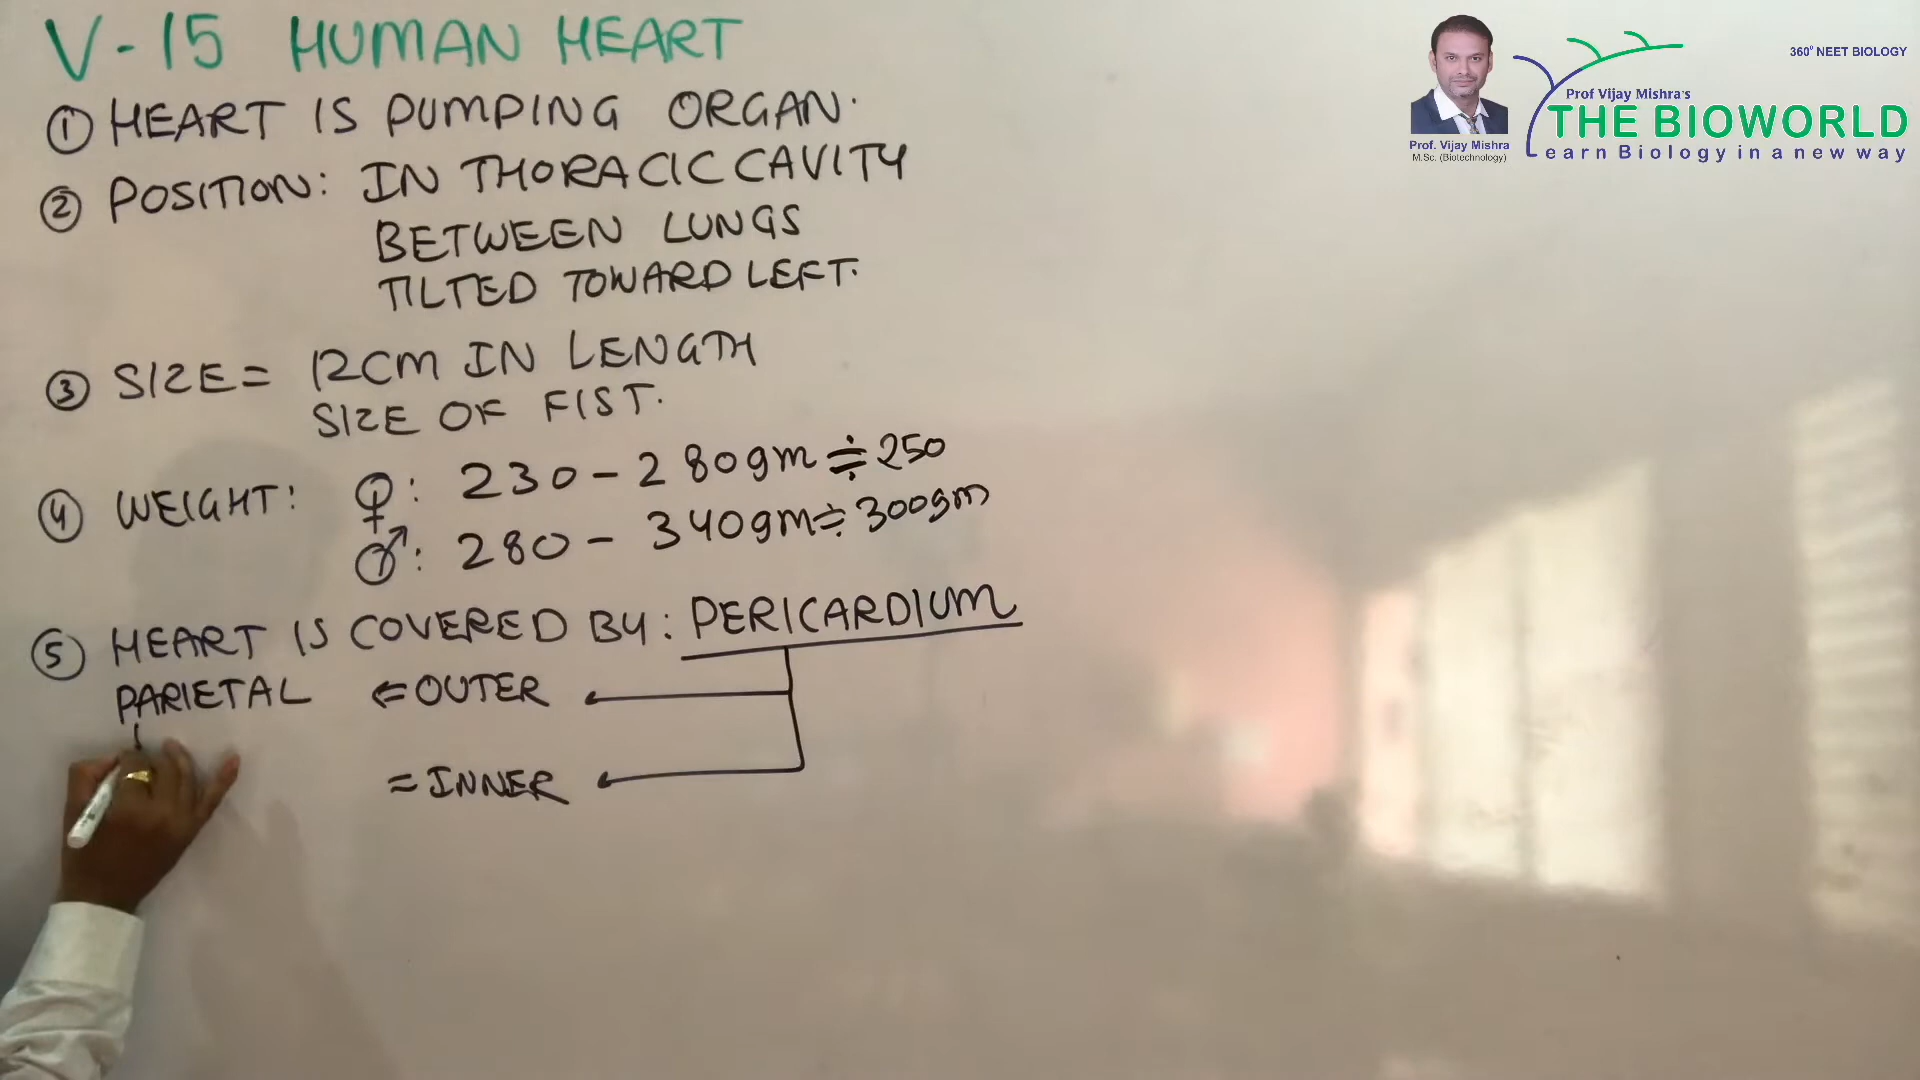 V-15 HUMAN HEART
① HEART IS PUMPING ORGAN.
② POSITION: IN THORACIC CAVITY
BETWEEN LUNGS
TILTED TOWARD LEFT.
③ SIZE = 12CM IN LENGTH
SIZE OF FIST.
④ WEIGHT: ♀: 230 - 280gm ≑ 250
♂: 280 - 340gm ÷ 300gm
⑤ HEART IS COVERED BY: PERICARDIUM
PARIETAL ⇐ OUTER
= INNER
360° NEET BIOLOGY
Prof Vijay Mishra's
THE BIOWORLD
Learn Biology in a new way
Prof. Vijay Mishra
M.Sc. (Biotechnology)